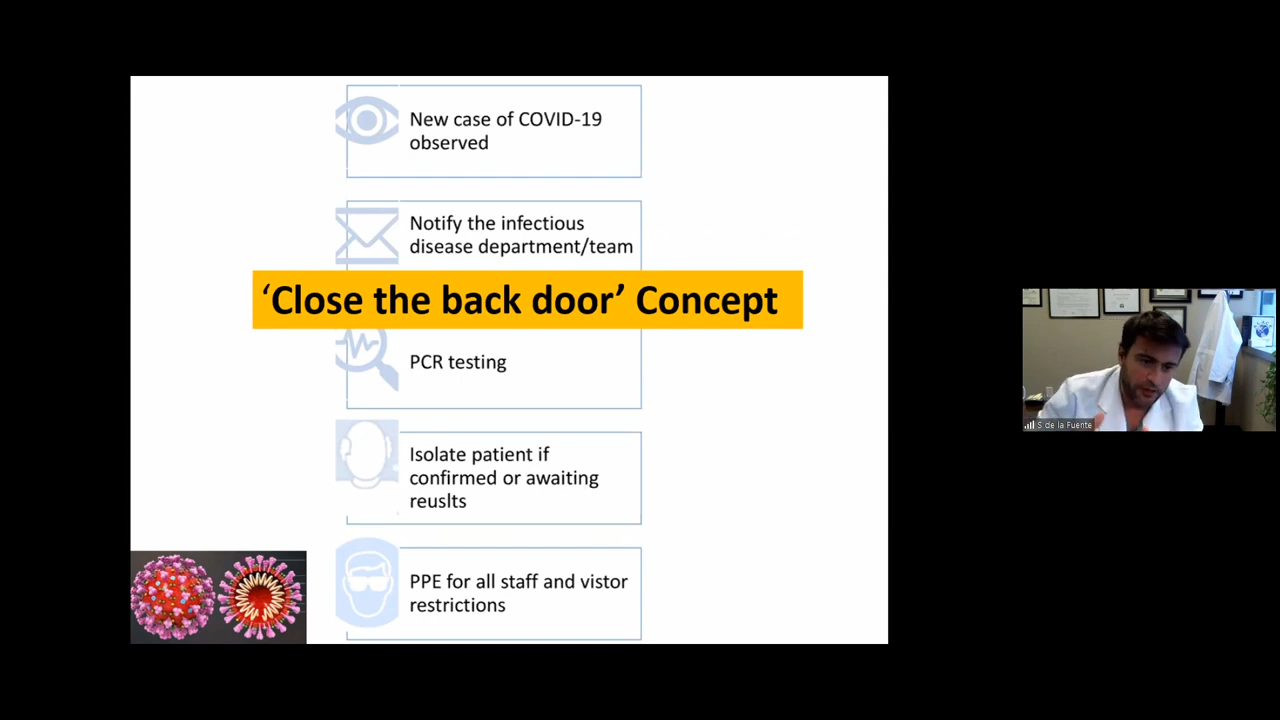 New case of COVID-19
observed
Notify the infectious
disease department/team
‘Close the back door’ Concept
PCR testing
Isolate patient if
confirmed or awaiting
reuslts
PPE for all staff and vistor
restrictions
S de la Fuente